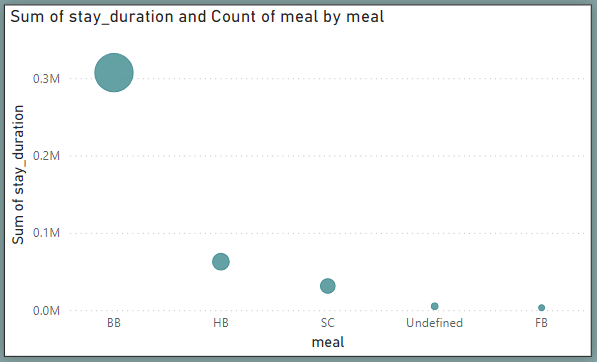 Sum of stay_duration and Count of meal by meal
Sum of stay_duration
0.3M
0.2M
0.1M
0.0M
BB HB SC Undefined FB
meal